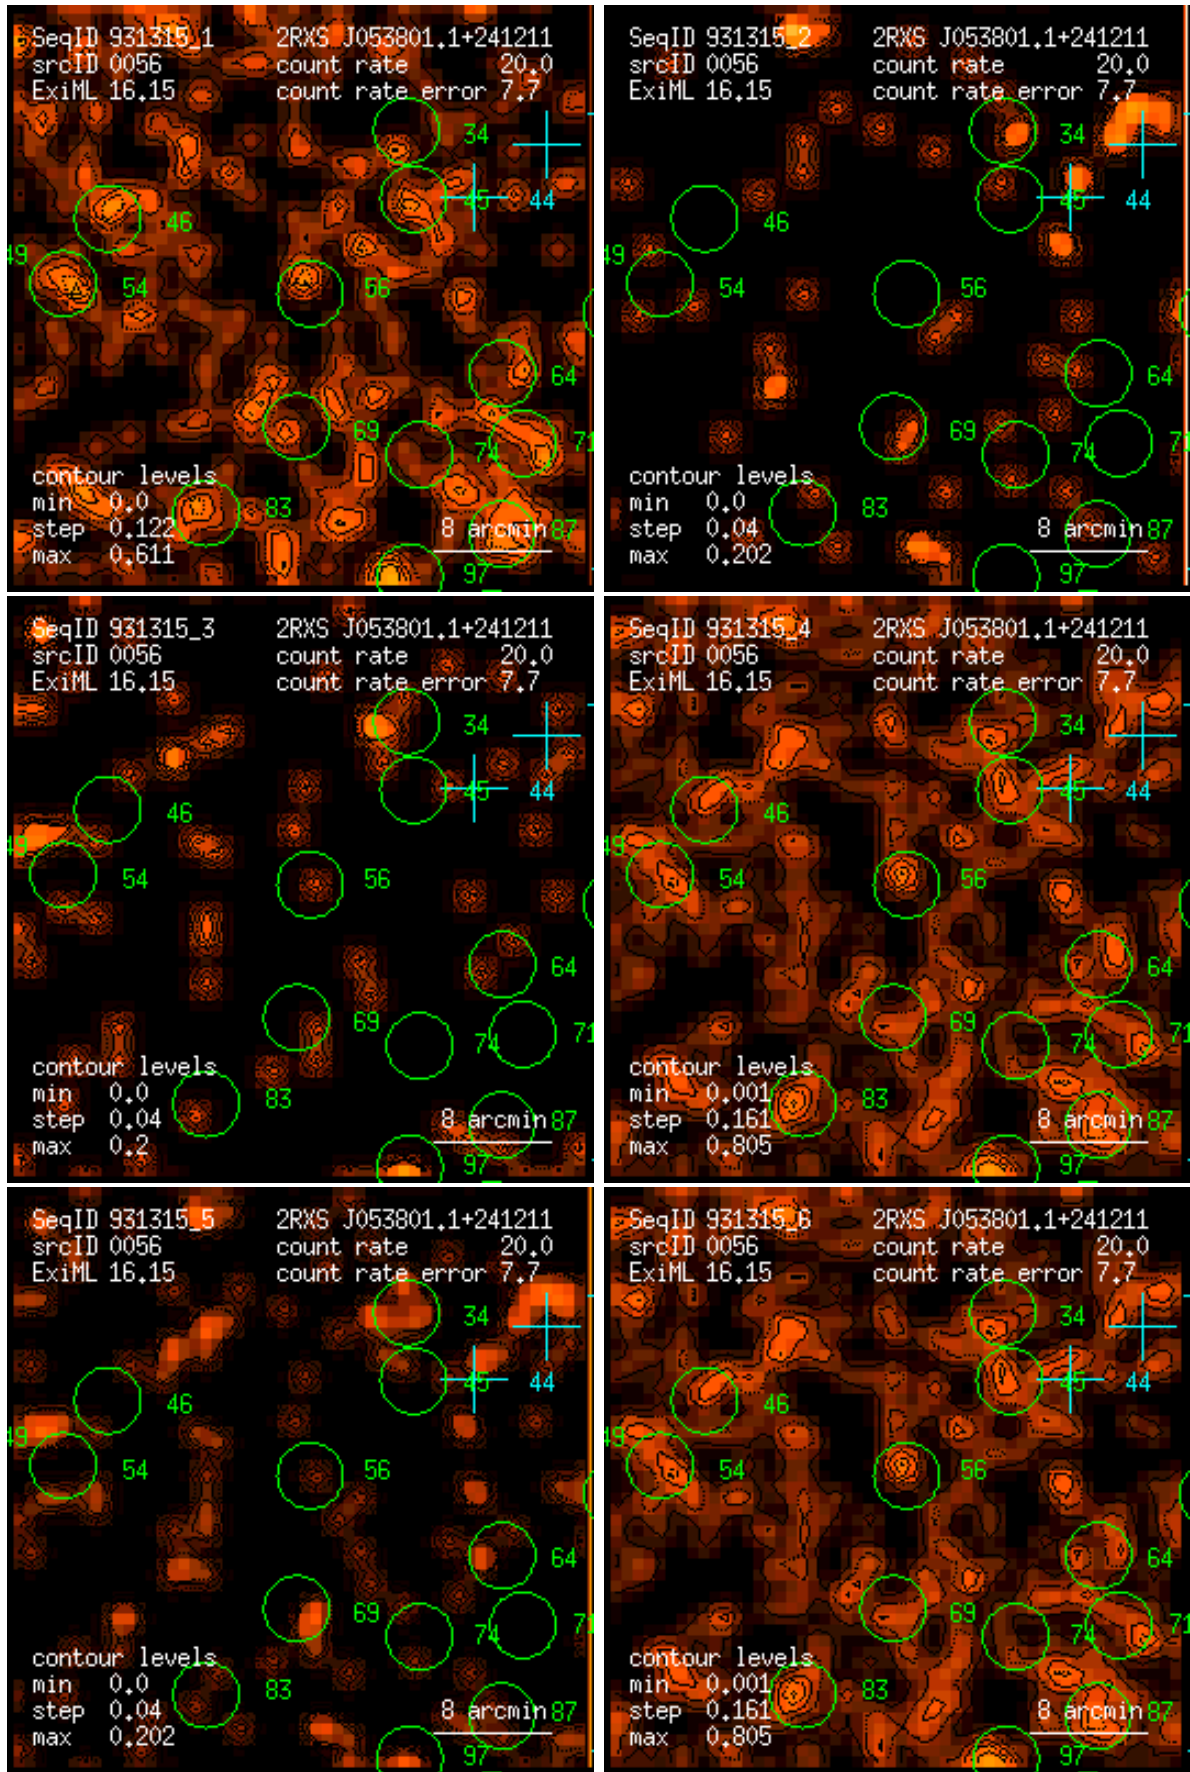 SeqID 931315_1 2RXS J053801.1+241211
srcID 0056 count rate 20.0
ExiML 16.15 count rate error 7.7
34
45 44
46
49
54 56
64
69 74 71
contour levels
83
min 0.0
step 0.122 8 arcmin 87
max 0.611
97
SeqID 931315_2 2RXS J053801.1+241211
srcID 0056 count rate 20.0
ExiML 16.15 count rate error 7.7
34
45 44
46
54 56
64
69 74
contour levels
83
min 0.0
step 0.04 8 arcmin 87
max 0.202
97
SeqID 931315_3 2RXS J053801.1+241211
srcID 0056 count rate 20.0
ExiML 16.15 count rate error 7.7
34
45 44
46
49
54 56
64
69 74 71
contour levels
83
min 0.0
step 0.04 8 arcmin 87
max 0.2
97
SeqID 931315_4 2RXS J053801.1+241211
srcID 0056 count rate 20.0
ExiML 16.15 count rate error 7.7
34
45 44
46
49
54 56
64
69 74 71
contour levels
83
min 0.001
step 0.161 8 arcmin 87
max 0.805
97
SeqID 931315_5 2RXS J053801.1+241211
srcID 0056 count rate 20.0
ExiML 16.15 count rate error 7.7
34
45 44
46
49
54 56
64
69 74 71
contour levels
83
min 0.0
step 0.04 8 arcmin 87
max 0.202
97
SeqID 931315_6 2RXS J053801.1+241211
srcID 0056 count rate 20.0
ExiML 16.15 count rate error 7.7
34
45 44
46
49
54 56
64
69 74 71
contour levels
83
min 0.001
step 0.161 8 arcmin 87
max 0.805
97